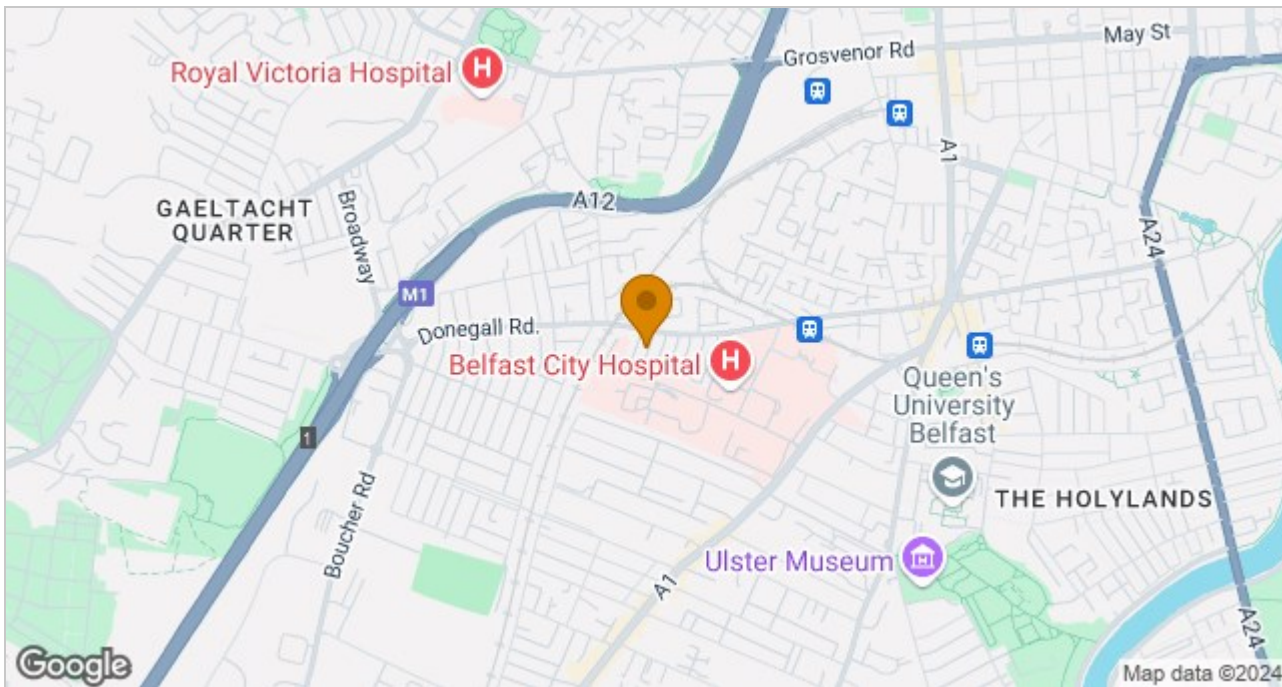 May St
Grosvenor Rd
Royal Victoria Hospital
H
A1
GAELTACHT
QUARTER
Broadway
A12
A24
M1
Donegall Rd.
Belfast City Hospital
H
Queen's
University
Belfast
1
Boucher Rd
THE HOLYLANDS
Ulster Museum
A1
A24
Google
Map data ©2024